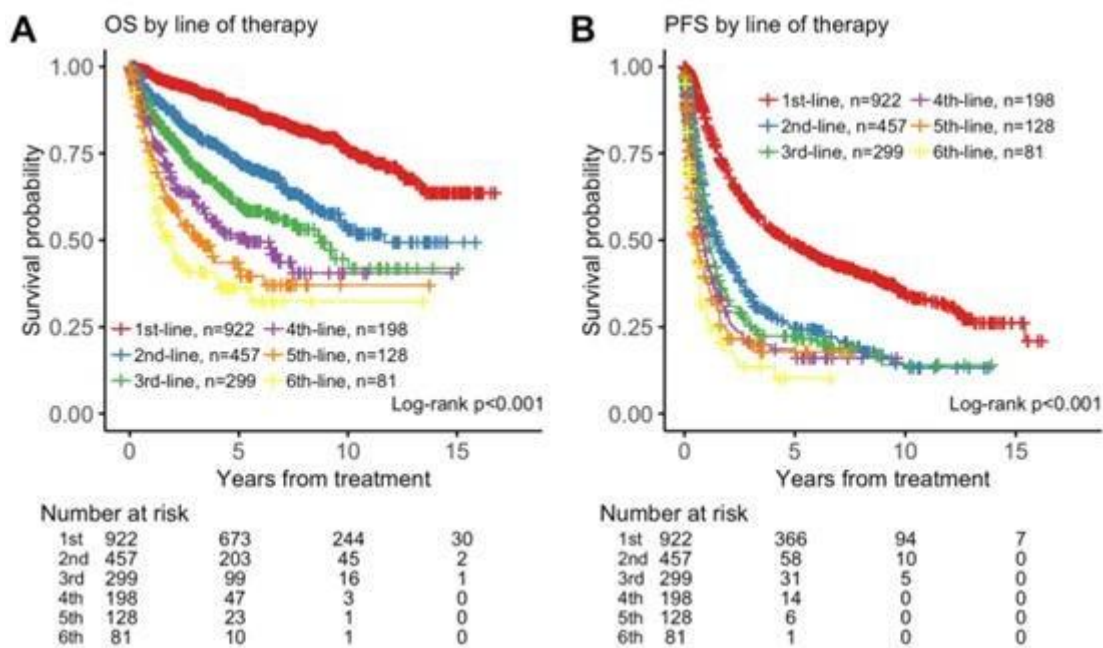 A OS by line of therapy
Survival probability
1.00
0.75
0.50
0.25
0.00
1st-line, n=922 4th-line, n=198
2nd-line, n=457 5th-line, n=128
3rd-line, n=299 6th-line, n=81
Log-rank p<0.001
0 5 10 15
Years from treatment
Number at risk
1st 922 673 244 30
2nd 457 203 45 2
3rd 299 99 16 1
4th 198 47 3 0
5th 128 23 1 0
6th 81 10 1 0
B PFS by line of therapy
Survival probability
1.00
0.75
0.50
0.25
0.00
1st-line, n=922 4th-line, n=198
2nd-line, n=457 5th-line, n=128
3rd-line, n=299 6th-line, n=81
Log-rank p<0.001
0 5 10 15
Years from treatment
Number at risk
1st 922 366 94 7
2nd 457 58 10 0
3rd 299 31 5 0
4th 198 14 0 0
5th 128 6 0 0
6th 81 1 0 0